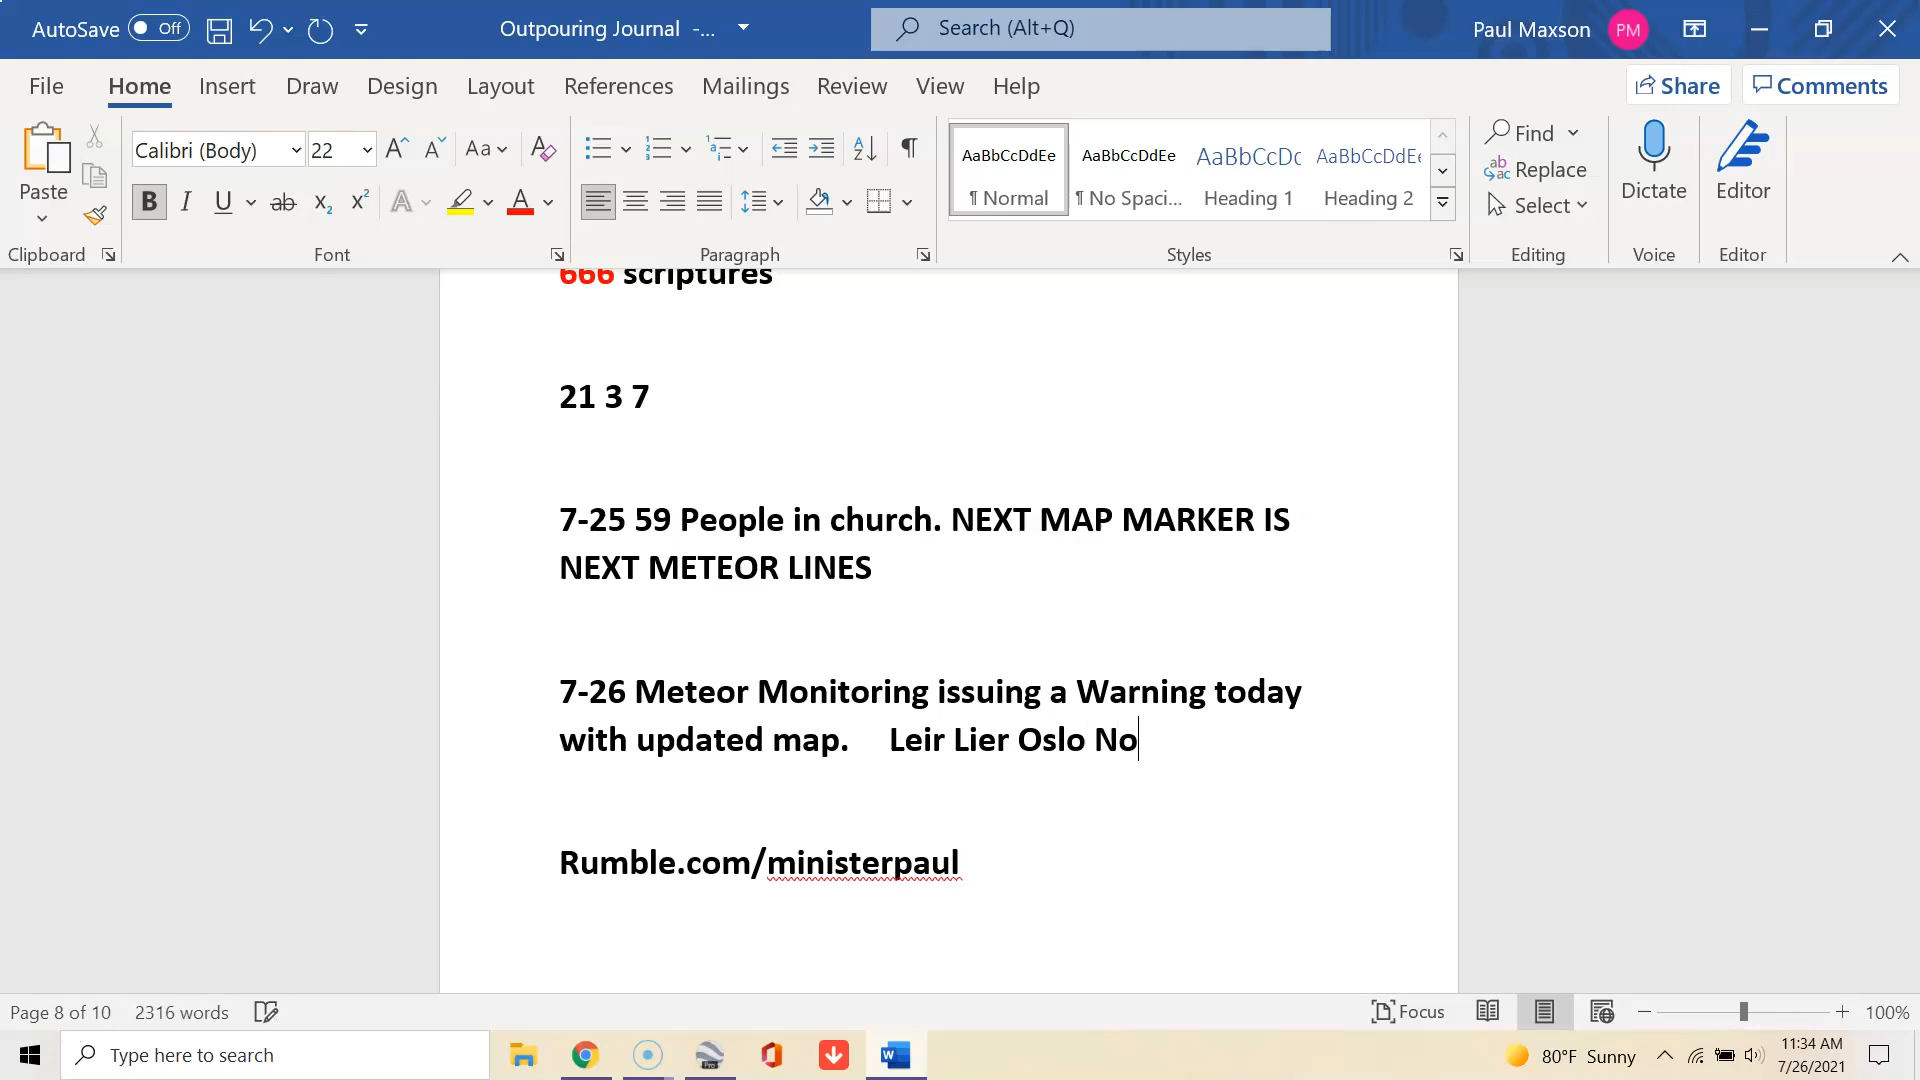 AutoSave Off Outpouring Journal -... Search (Alt+Q) Paul Maxson PM
File Home Insert Draw Design Layout References Mailings Review View Help Share Comments
Paste Calibri (Body) 22 Aa AaBbCcDdEe AaBbCcDdEe AaBbCcDc AaBbCcDdEe Find
Replace
Select
B I U ab x2 x2 A A ¶ Normal ¶ No Spaci... Heading 1 Heading 2 Dictate Editor
Clipboard Font Paragraph Styles Editing Voice Editor
666 scriptures
21 3 7
7-25 59 People in church. NEXT MAP MARKER IS
NEXT METEOR LINES
7-26 Meteor Monitoring issuing a Warning today
with updated map. Leir Lier Oslo No
Rumble.com/ministerpaul
Page 8 of 10 2316 words Focus 100%
Type here to search 80°F Sunny 11:34 AM
7/26/2021